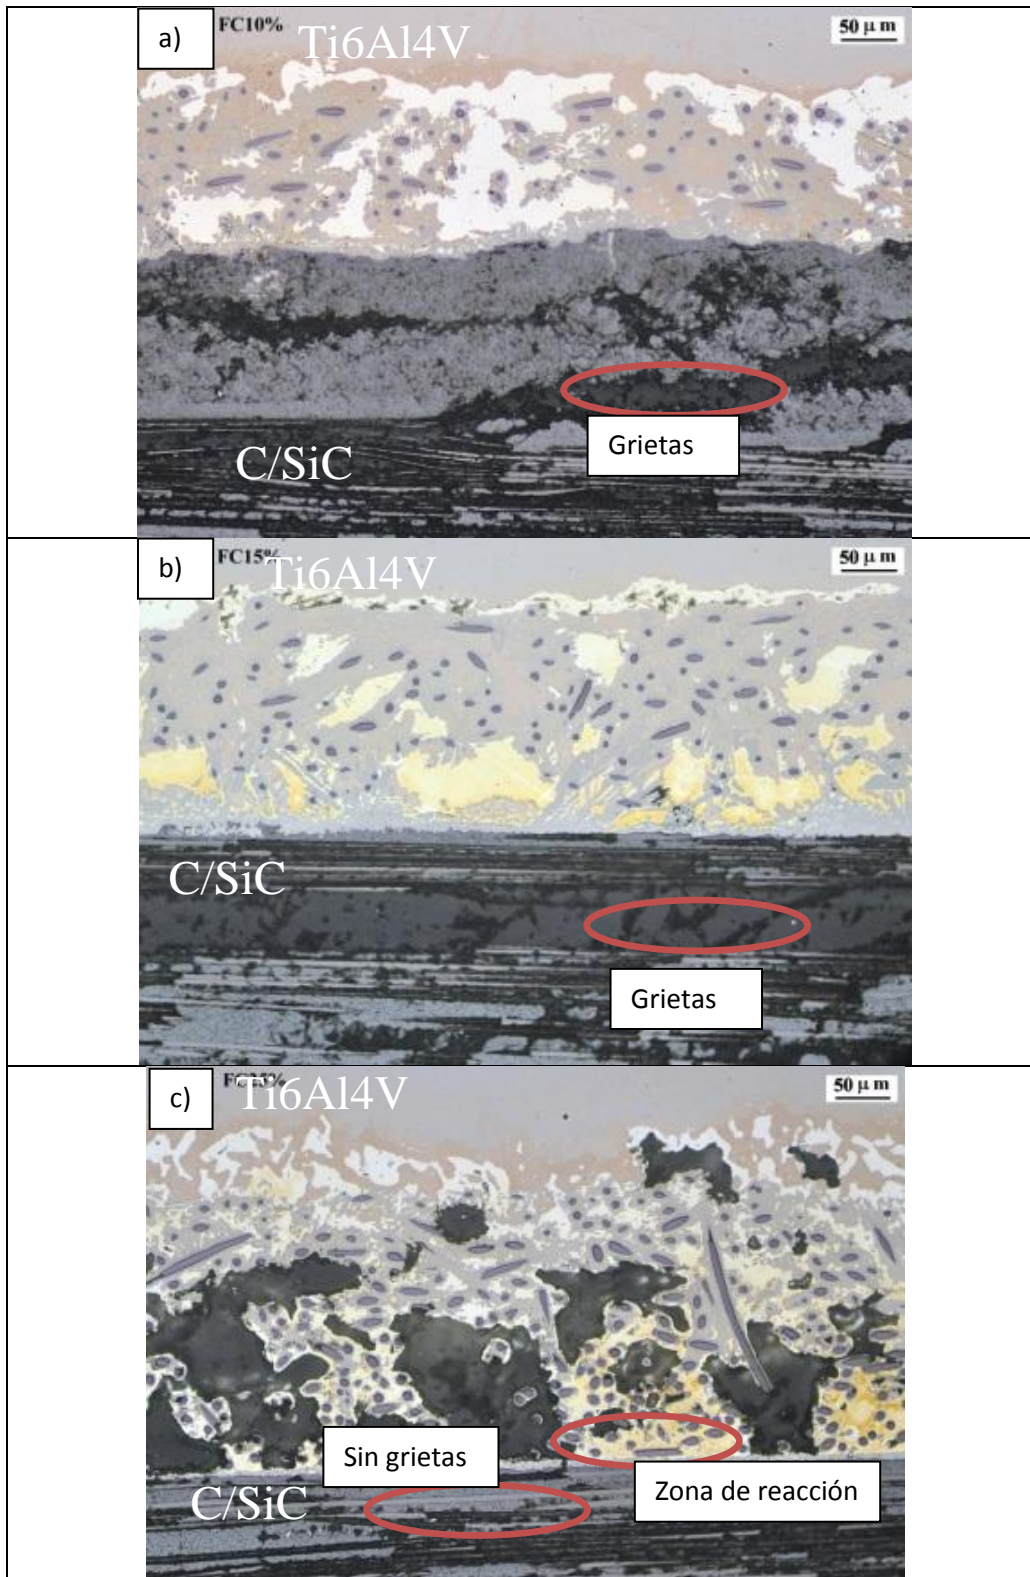 a)
FC10%
Ti6Al4V
50 µm
Grietas
C/SiC
b)
FC15%
Ti6Al4V
50 µm
C/SiC
Grietas
c)
FC25%
Ti6Al4V
50 µm
Sin grietas
Zona de reacción
C/SiC